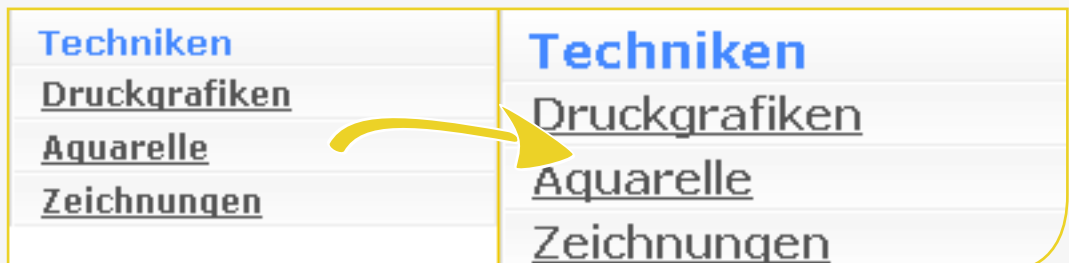 Techniken
Druckgrafiken
Aquarelle
Zeichnungen
Techniken
Druckgrafiken
Aquarelle
Zeichnungen